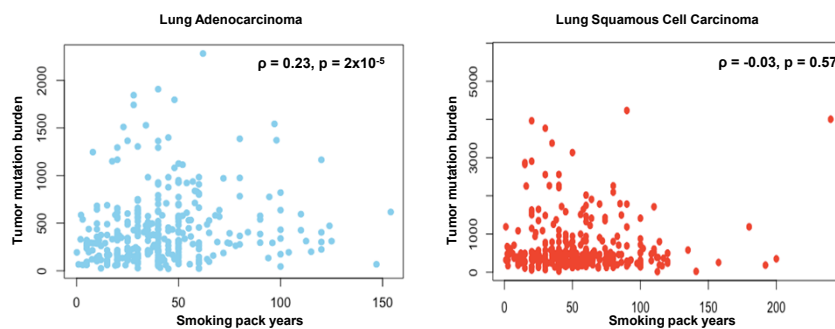 Lung Adenocarcinoma
ρ = 0.23, p = 2x10⁻⁵
Tumor mutation burden
2000
1500
1000
500
0
0
50
100
150
Smoking pack years
Lung Squamous Cell Carcinoma
ρ = -0.03, p = 0.57
Tumor mutation burden
5000
3000
1000
0
0
50
100
150
200
Smoking pack years